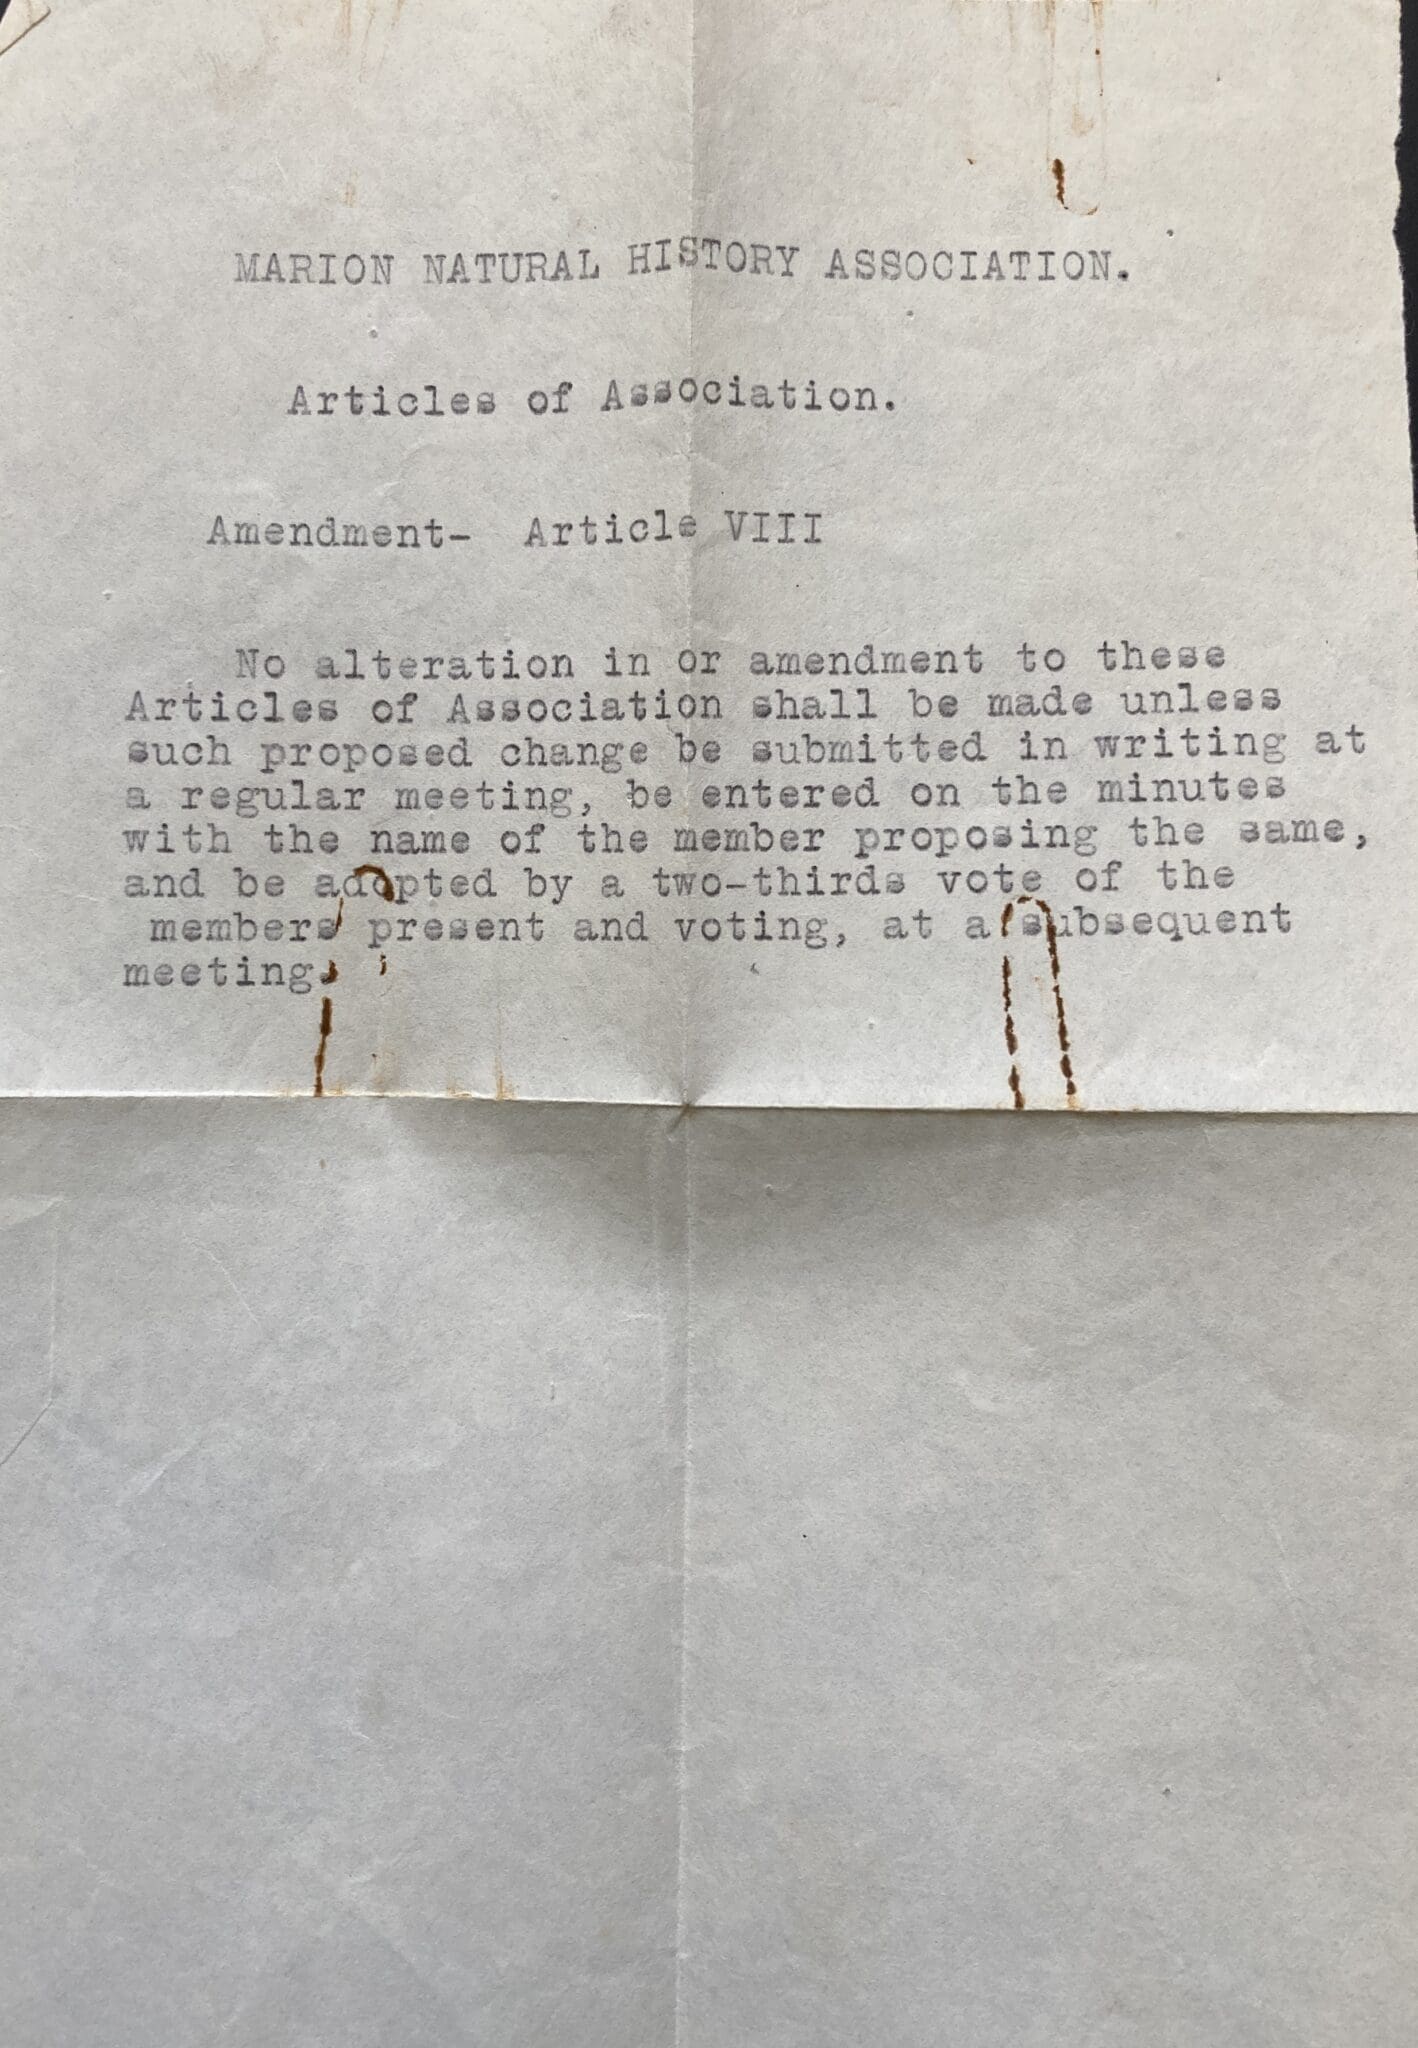 MARION NATURAL HISTORY ASSOCIATION.
Articles of Association.
Amendment- Article VIII
No alteration in or amendment to these
Articles of Association shall be made unless
such proposed change be submitted in writing at
a regular meeting, be entered on the minutes
with the name of the member proposing the same,
and be adopted by a two-thirds vote of the
members present and voting, at a subsequent
meeting.